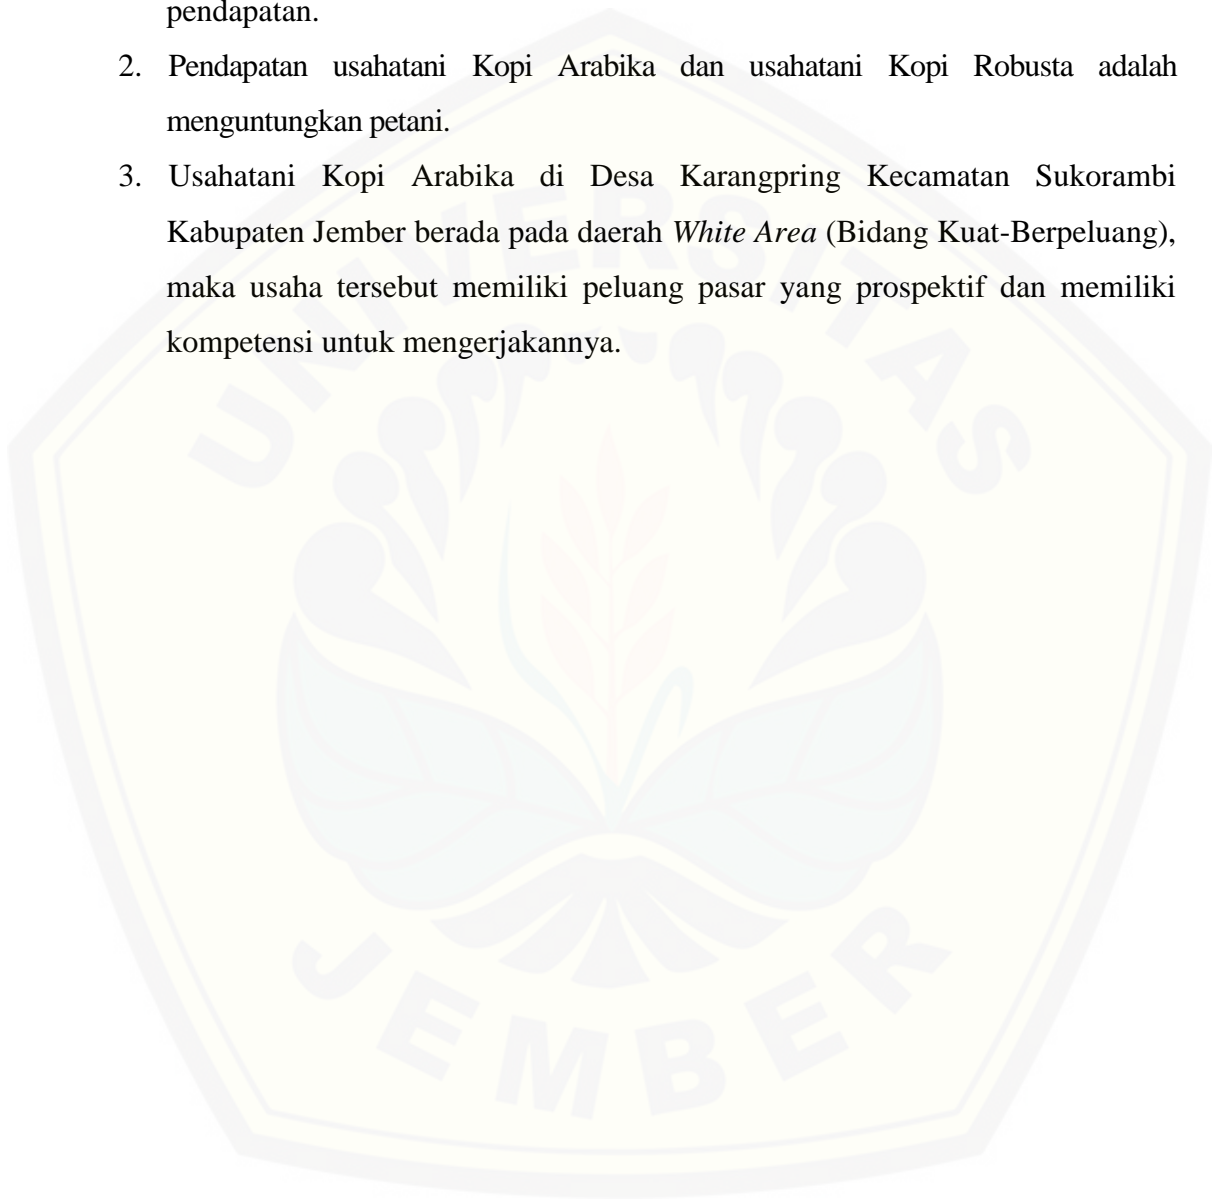 pendapatan.
2. Pendapatan usahatani Kopi Arabika dan usahatani Kopi Robusta adalah
menguntungkan petani.
3. Usahatani Kopi Arabika di Desa Karangpring Kecamatan Sukorambi
Kabupaten Jember berada pada daerah White Area (Bidang Kuat-Berpeluang),
maka usaha tersebut memiliki peluang pasar yang prospektif dan memiliki
kompetensi untuk mengerjakannya.
UNIVERSITAS
JEMBER